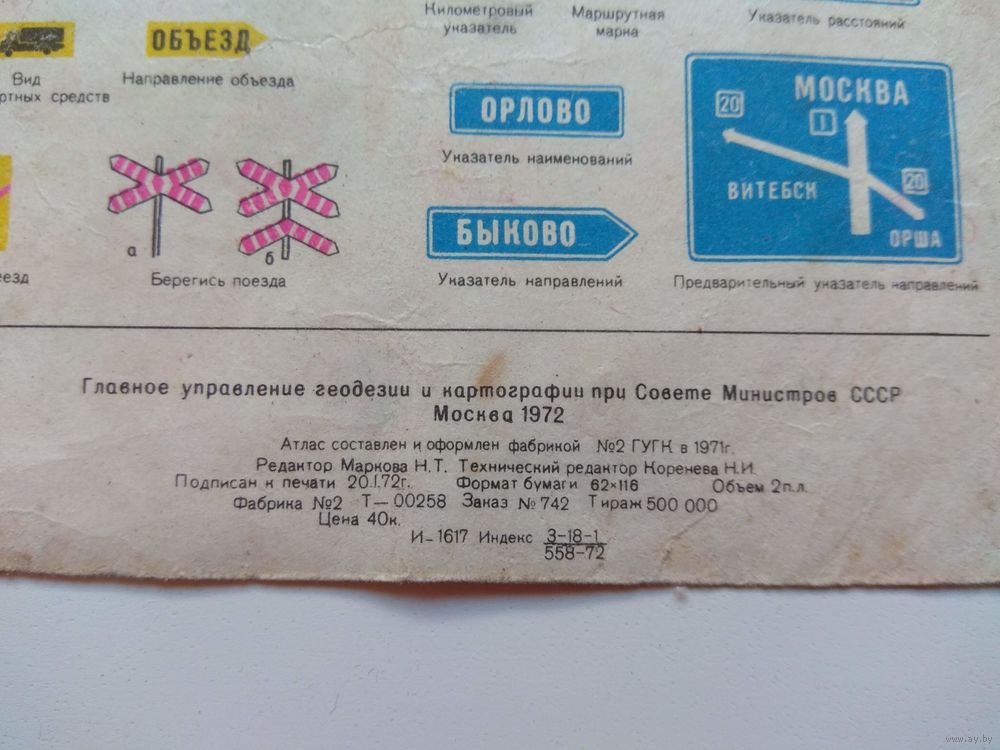 Километровый
указатель
Маршрутная
марка
Указатель расстояний
ОБЪЕЗД
Вид
ртных средств
Направление объезда
ОРЛОВО
Указатель наименований
МОСКВА
20
1
ВИТЕБСК
20
ОРША
Предварительный указатель направлений
а
б
Берегись поезда
БЫКОВО
Указатель направлений
еезд
Главное управление геодезии и картографии при Совете Министров СССР
Москва 1972
Атлас составлен и оформлен фабрикой №2 ГУГК в 1971г.
Редактор Маркова Н.Т. Технический редактор Коренева Н.И.
Подписан к печати 20.I.72г. Формат бумаги 62×116 Объем 2п.л.
Фабрика №2 Т—00258 Заказ №742 Тираж 500 000
Цена 40к.
И-1617 Индекс 3-18-1
558-72
www.ay.by